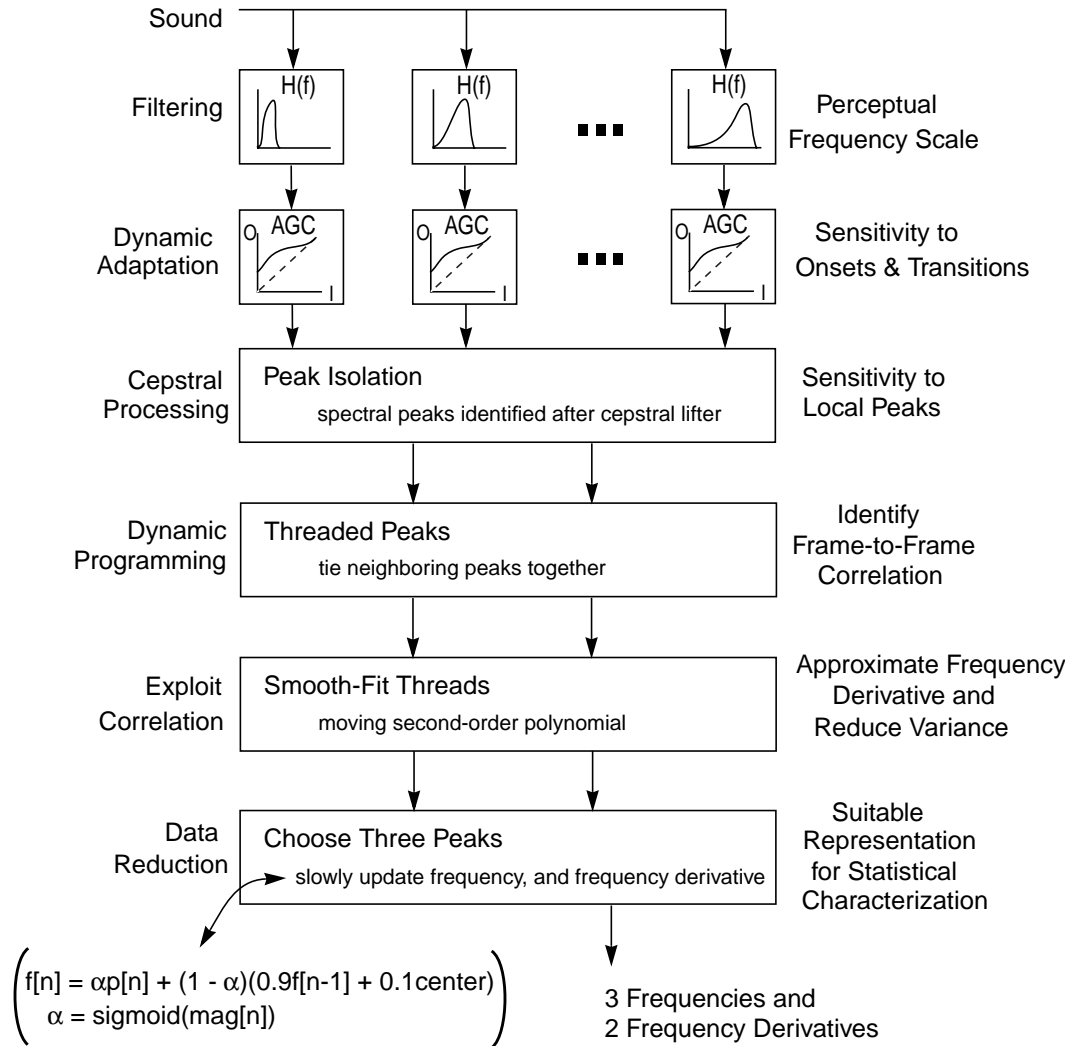 Sound
Filtering
H(f)
H(f)
H(f)
Perceptual
Frequency Scale
Dynamic
Adaptation
O
AGC
I
O
AGC
I
O
AGC
I
Sensitivity to
Onsets & Transitions
Cepstral
Processing
Peak Isolation
spectral peaks identified after cepstral lifter
Sensitivity to
Local Peaks
Dynamic
Programming
Threaded Peaks
tie neighboring peaks together
Identify
Frame-to-Frame
Correlation
Exploit
Correlation
Smooth-Fit Threads
moving second-order polynomial
Approximate Frequency
Derivative and
Reduce Variance
Data
Reduction
Choose Three Peaks
slowly update frequency, and frequency derivative
Suitable
Representation
for Statistical
Characterization
f[n] = αp[n] + (1 - α)(0.9f[n-1] + 0.1center)
α = sigmoid(mag[n])
3 Frequencies and
2 Frequency Derivatives